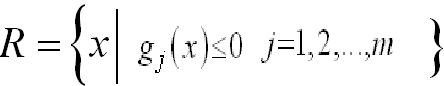 R = { x | g_j(x) ≤ 0 j=1,2,...,m }